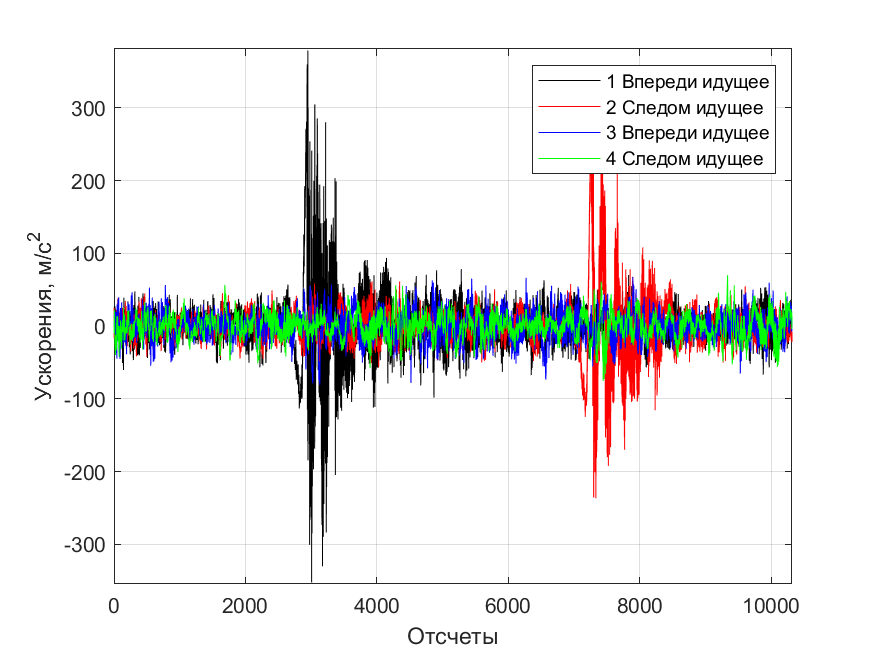 300
200
100
0
-100
-200
-300
Ускорения, м/с2
0 2000 4000 6000 8000 10000
Отсчеты
1 Впереди идущее
2 Следом идущее
3 Впереди идущее
4 Следом идущее